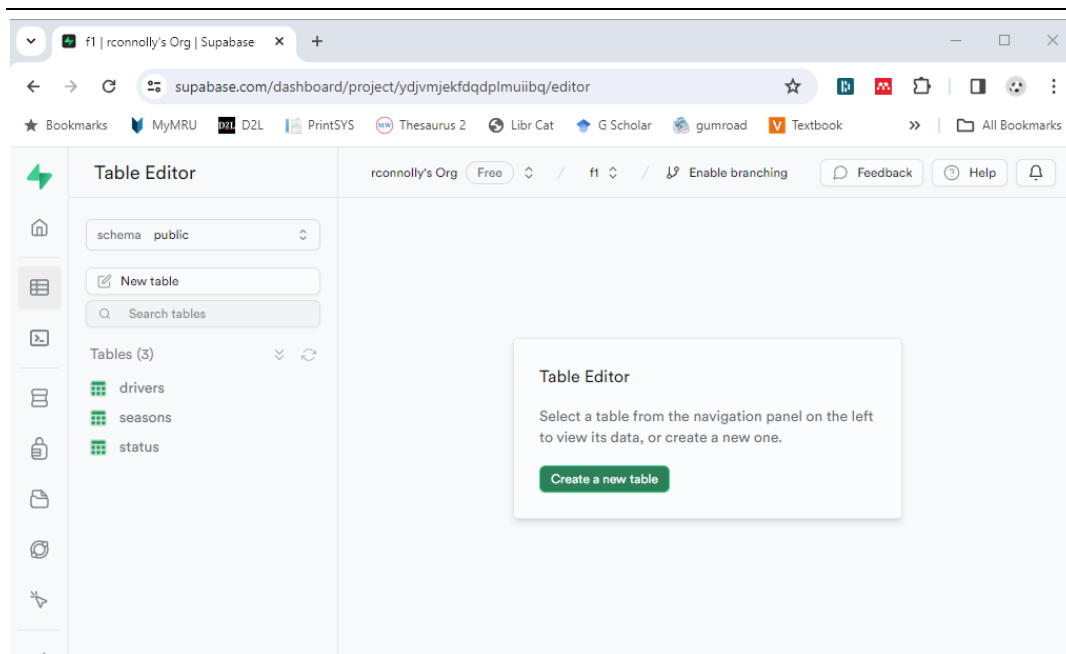 f1 | rconnolly's Org | Supabase
supabase.com/dashboard/project/ydjvmjekfdqdplmuiibq/editor
Bookmarks MyMRU D2L D2L PrintSYS MW Thesaurus 2 Libr Cat G Scholar gumroad V Textbook » All Bookmarks
Table Editor
rconnolly's Org Free / f1 / Enable branching Feedback ? Help
schema public
New table
Search tables
Tables (3)
drivers
seasons
status
Table Editor
Select a table from the navigation panel on the left
to view its data, or create a new one.
Create a new table